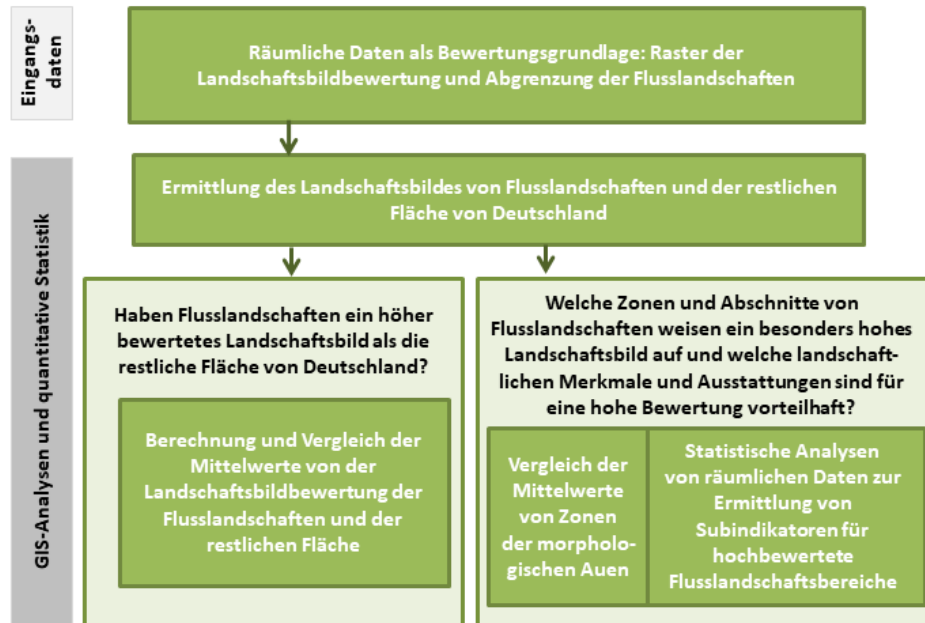 Eingangs-
daten
Räumliche Daten als Bewertungsgrundlage: Raster der
Landschaftsbildbewertung und Abgrenzung der Flusslandschaften
GIS-Analysen und quantitative Statistik
Ermittlung des Landschaftsbildes von Flusslandschaften und der restlichen
Fläche von Deutschland
Haben Flusslandschaften ein höher
bewertetes Landschaftsbild als die
restliche Fläche von Deutschland?
Berechnung und Vergleich der
Mittelwerte von der
Landschaftsbildbewertung der
Flusslandschaften und der
restlichen Fläche
Welche Zonen und Abschnitte von
Flusslandschaften weisen ein besonders hohes
Landschaftsbild auf und welche landschaft-
lichen Merkmale und Ausstattungen sind für
eine hohe Bewertung vorteilhaft?
Vergleich der
Mittelwerte
von Zonen
der morpholo-
gischen Auen
Statistische Analysen
von räumlichen Daten zur
Ermittlung von
Subindikatoren für
hochbewertete
Flusslandschaftsbereiche